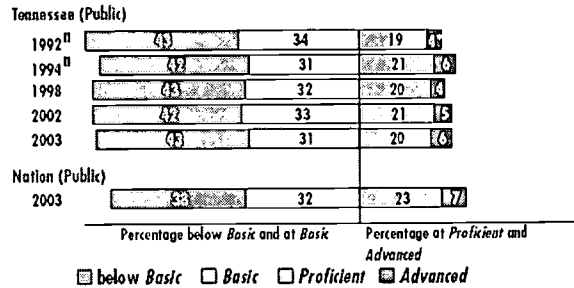 Tennessee (Public)
1992ⁿ 43 34 19 4
1994ⁿ 42 31 21 6
1998 43 32 20 4
2002 42 33 21 5
2003 43 31 20 6
Nation (Public)
2003 38 32 23 7
Percentage below Basic and at Basic Percentage at Proficient and
Advanced
below Basic Basic Proficient Advanced